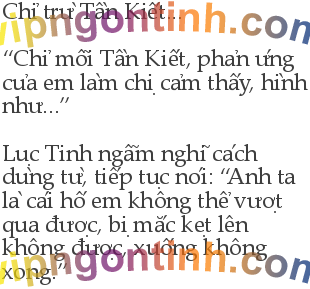 Chỉ trừ Tần Kiết...
vipngontinh.com
“Chỉ mỗi Tần Kiết, phản ứng
của em làm chị cảm thấy, hình
như...”
Lục Tinh ngẫm nghĩ cách
dùng từ, tiếp tục nói: “Anh ta
là cái hố em không thể vượt
qua được, bị mắc kẹt lên
không được, xuống không
xong.”
vipngontinh.com